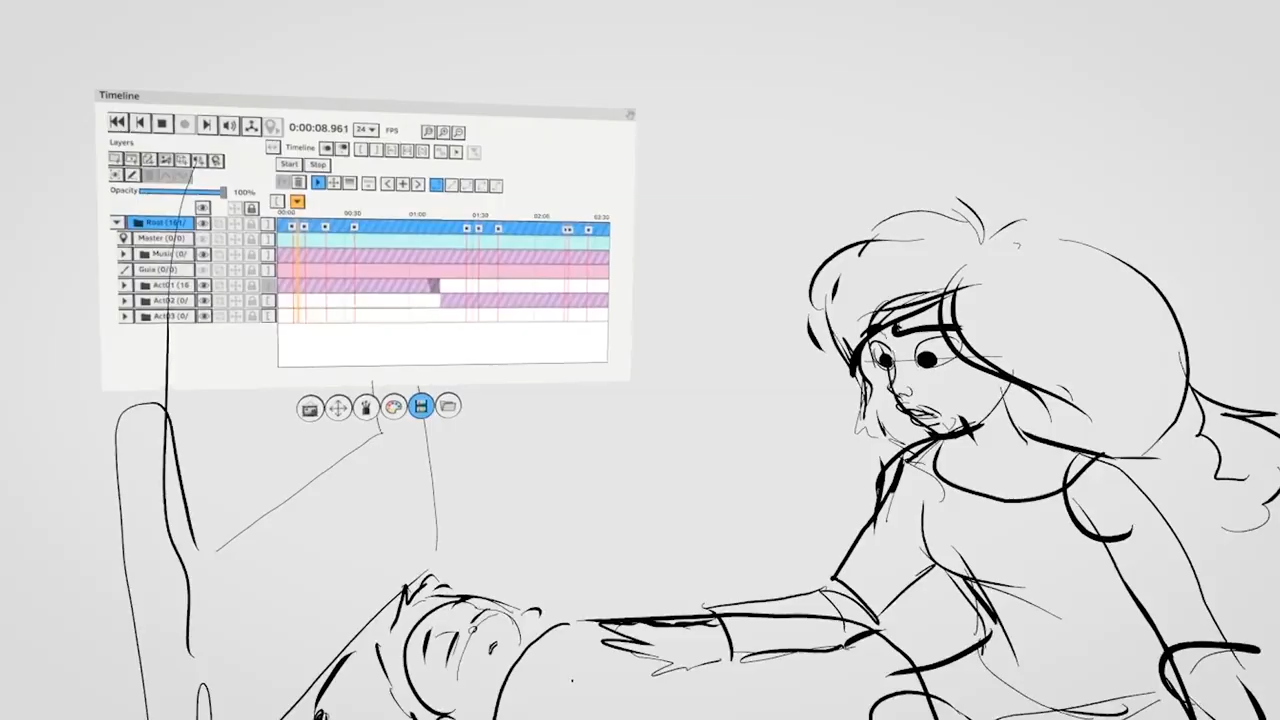 Timeline
0:00:08.961 24 FPS
Layers
Timeline
Start Stop
Opacity 100%
00:00 00:30 01:00 01:30 02:00 02:30
Root (161/
Master (0/0)
Music (0/
Guia (0/0)
Act01 (16
Act02 (0/
Act03 (0/